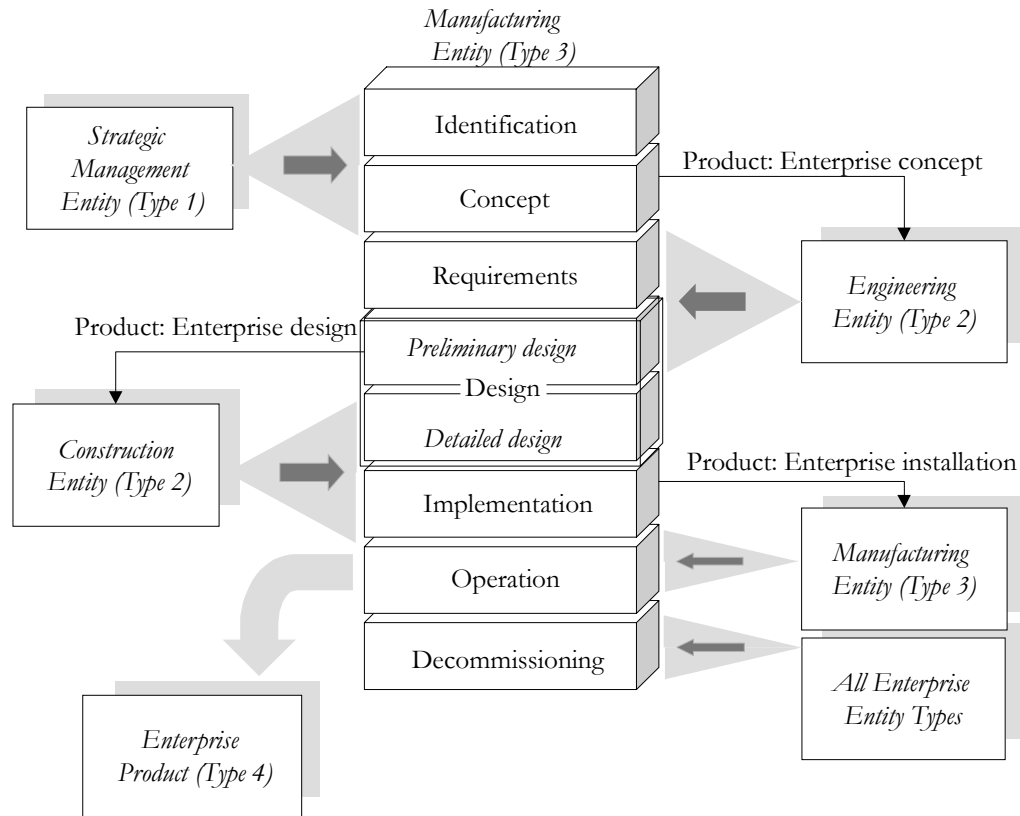 Manufacturing
Entity (Type 3)
Identification
Strategic
Management
Entity (Type 1)
Product: Enterprise concept
Concept
Requirements
Engineering
Entity (Type 2)
Product: Enterprise design
Preliminary design
Design
Detailed design
Construction
Entity (Type 2)
Product: Enterprise installation
Implementation
Manufacturing
Entity (Type 3)
Operation
Decommissioning
All Enterprise
Entity Types
Enterprise
Product (Type 4)